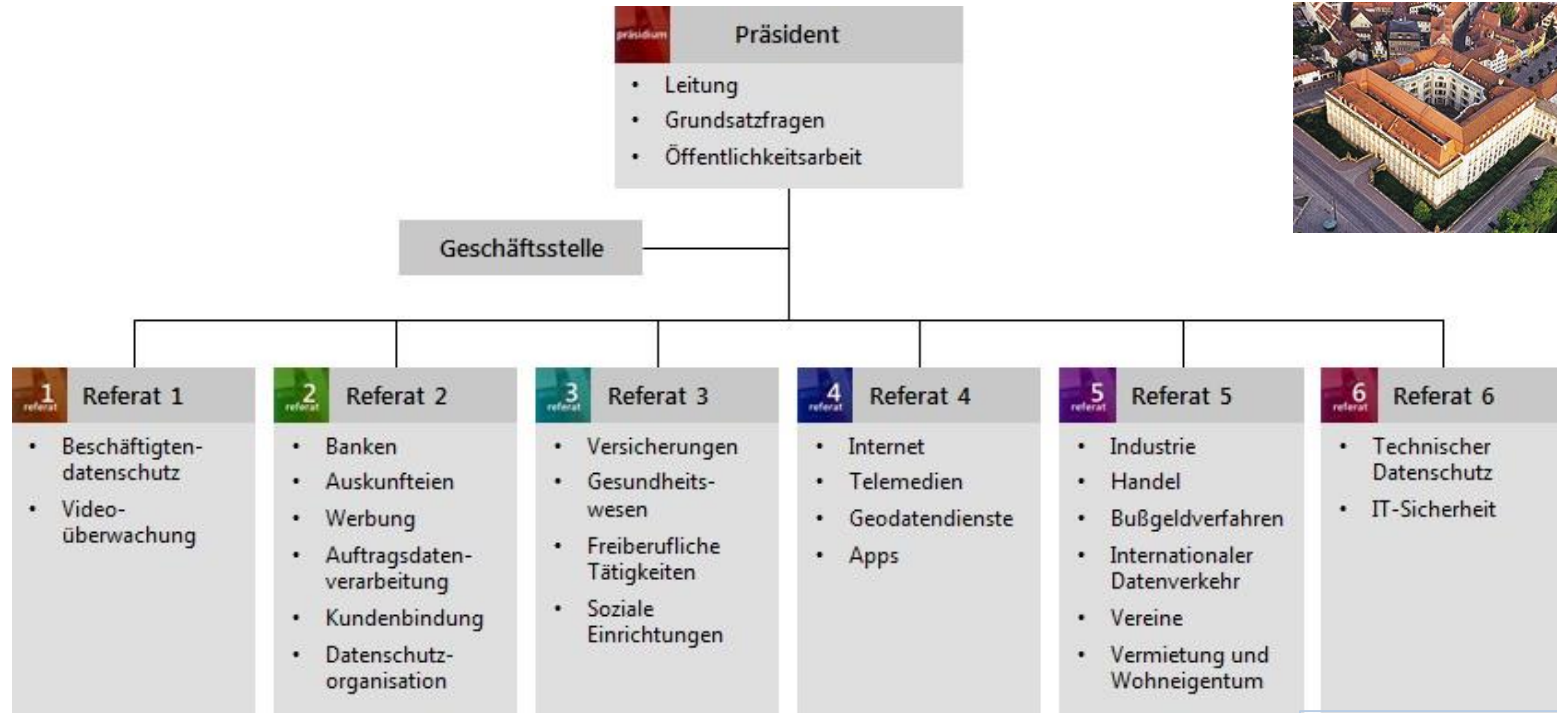 präsidium
Präsident
• Leitung
• Grundsatzfragen
• Öffentlichkeitsarbeit
Geschäftsstelle
1
referat
Referat 1
• Beschäftigten-
datenschutz
• Video-
überwachung
2
referat
Referat 2
• Banken
• Auskunfteien
• Werbung
• Auftragsdaten-
verarbeitung
• Kundenbindung
• Datenschutz-
organisation
3
referat
Referat 3
• Versicherungen
• Gesundheits-
wesen
• Freiberufliche
Tätigkeiten
• Soziale
Einrichtungen
4
referat
Referat 4
• Internet
• Telemedien
• Geodatendienste
• Apps
5
referat
Referat 5
• Industrie
• Handel
• Bußgeldverfahren
• Internationaler
Datenverkehr
• Vereine
• Vermietung und
Wohneigentum
6
referat
Referat 6
• Technischer
Datenschutz
• IT-Sicherheit